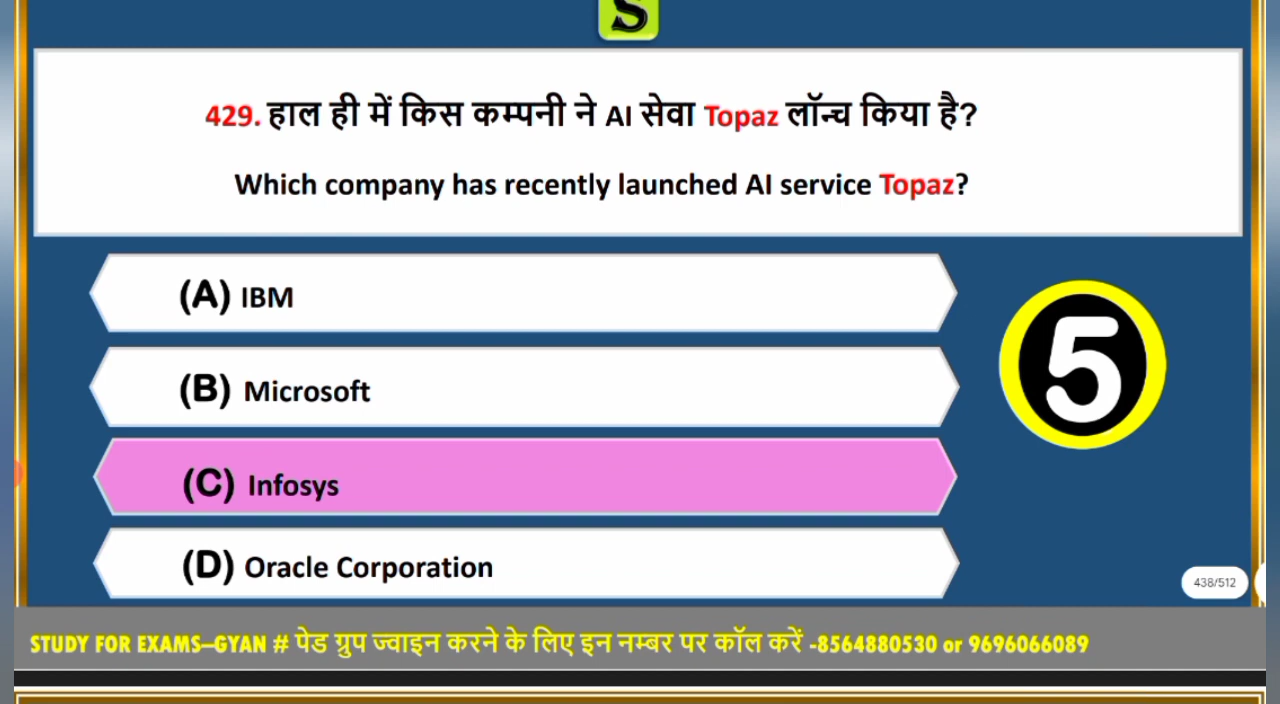 S
429. हाल ही में किस कम्पनी ने AI सेवा Topaz लॉन्च किया है?
Which company has recently launched AI service Topaz?
(A) IBM
(B) Microsoft
(C) Infosys
(D) Oracle Corporation
5
438/512
STUDY FOR EXAMS–GYAN # पेड ग्रुप ज्वाइन करने के लिए इन नम्बर पर कॉल करें -8564880530 or 9696066089